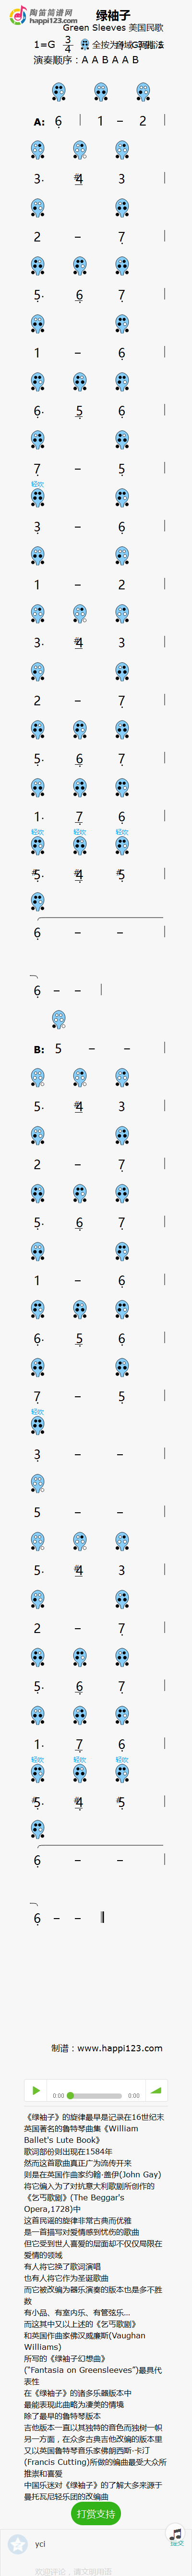 陶笛简谱网
happi123.com
绿袖子
Green Sleeves 美国民歌
1=G 3/4 全按为
演奏顺序：A A B A A B
A: 6 | 1 – 2 |
3. #4 3
2 – 7 |
5. 6 7 |
1 – 6 |
6. 5 6 |
7 – 5 |
轻吹
3 – 6 |
1 – 2 |
3. #4 3
2 – 7 |
5. 6 7 |
1. 7 6 |
轻吹 轻吹 轻吹
#5. #4 #5 |
6 – – |
6 – – |
B: 5 – – |
5. #4 3 |
2 – 7 |
5. 6 7 |
1 – 6 |
6. 5 6 |
7 – 5 |
轻吹
3 – – |
5 – – |
5. #4 3 |
2 – 7 |
5. 6 7 |
1. 7 6 |
轻吹 轻吹 轻吹
#5. #4 #5 |
6 – – |
6 – – ‖
制谱：www.happi123.com
0:00 0:00
《绿袖子》的旋律最早是记录在16世纪末
英国著名的鲁特琴曲集《William
Ballet's Lute Book》
歌词部份则出现在1584年
然而这首歌曲真正广为流传开来
则是在英国作曲家约翰·盖伊(John Gay)
将它编入为了对抗意大利歌剧所创作的
《乞丐歌剧》(The Beggar's
Opera,1728)中
这首民谣的旋律非常古典而优雅
是一首描写对爱情感到忧伤的歌曲
但它受到世人喜爱的层面却不仅仅局限在
爱情的领域
有人将它换了歌词演唱
也有人将它作为圣诞歌曲
而它被改编为器乐演奏的版本也是多不胜
数
有小品、有室内乐、有管弦乐...
而这其中又以上述的《乞丐歌剧》
和英国作曲家佛汉威廉斯(Vaughan
Williams)
所写的《绿袖子幻想曲》
("Fantasia on Greensleeves")最具代
表性
在《绿袖子》的诸多乐器版本中
最能表现此曲略为凄美的情境
除了最早的鲁特琴版本
吉他版本一直以其独特的音色而独树一帜
另一方面，在众多古典吉他改编的版本里
又以英国鲁特琴音乐家佛朗西斯·卡汀
(Francis Cutting)所做的编曲最受大众所
推崇和喜爱
中国乐迷对《绿袖子》的了解大多来源于
曼托瓦尼轻乐团的改编曲
打赏支持
yci
提交
欢迎评论，请文明用语